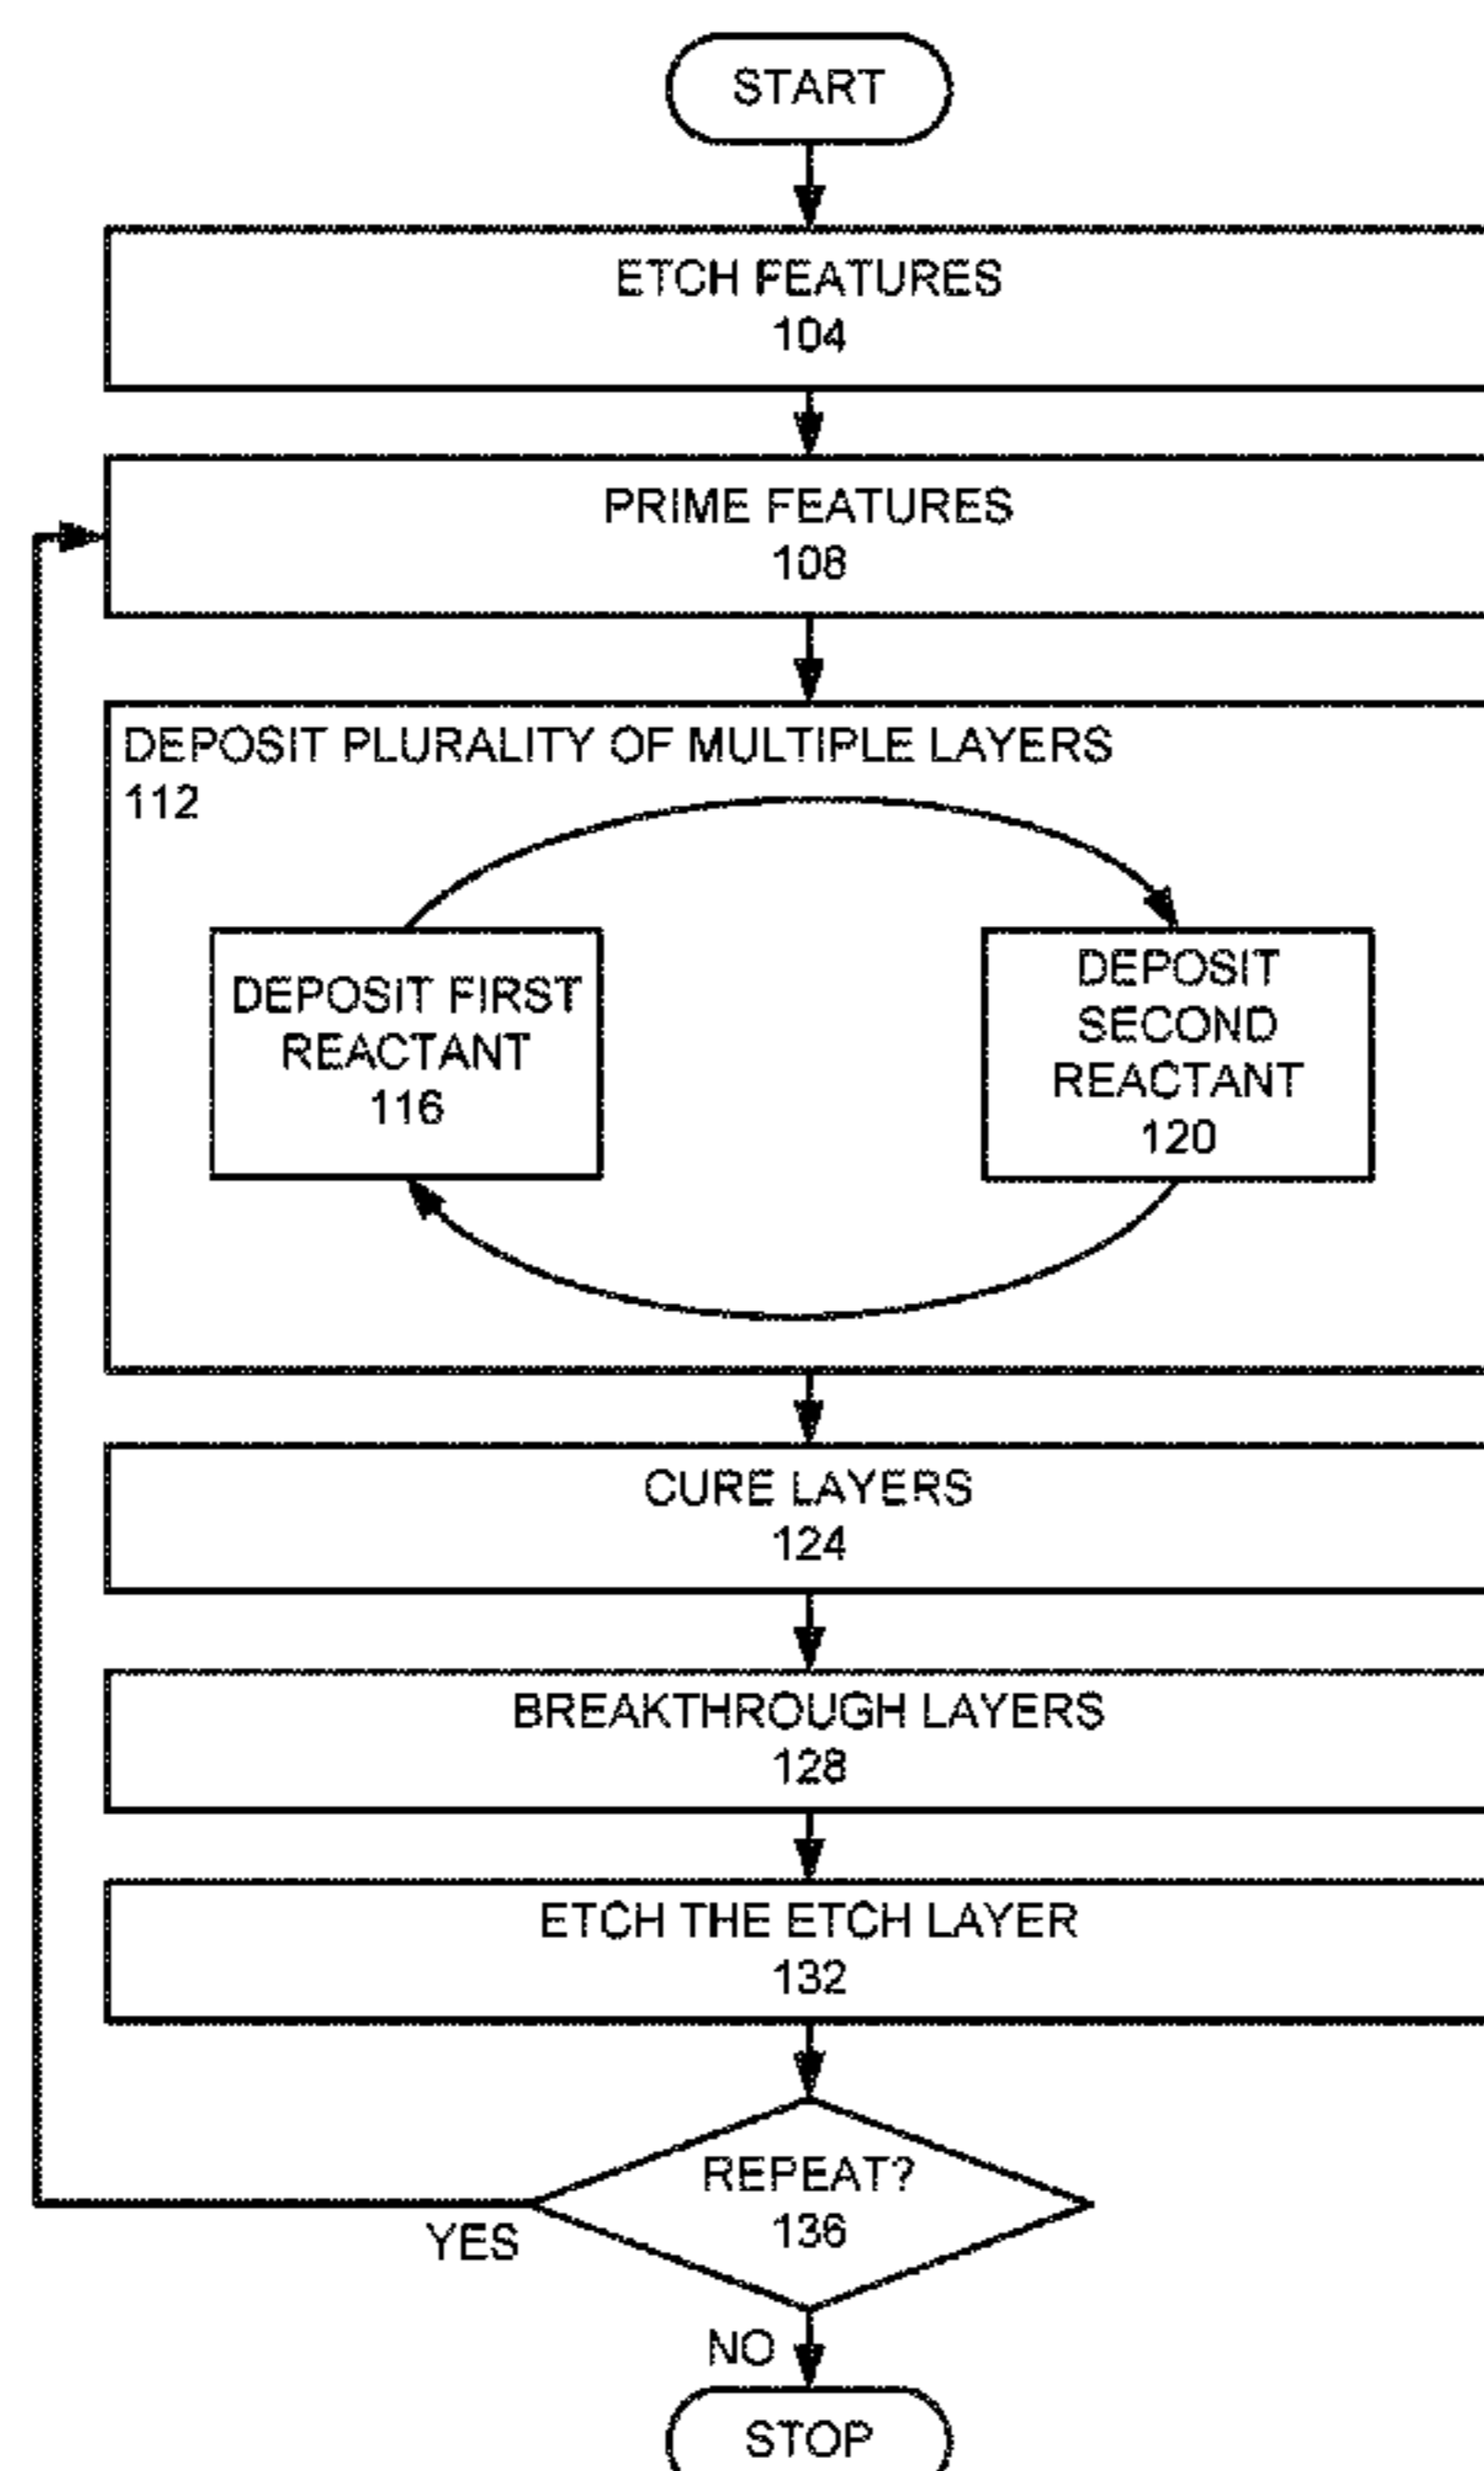 START
ETCH FEATURES
104
PRIME FEATURES
108
DEPOSIT PLURALITY OF MULTIPLE LAYERS
112
DEPOSIT FIRST
REACTANT
116
DEPOSIT
SECOND
REACTANT
120
CURE LAYERS
124
BREAKTHROUGH LAYERS
128
ETCH THE ETCH LAYER
132
REPEAT?
136
YES
NO
STOP